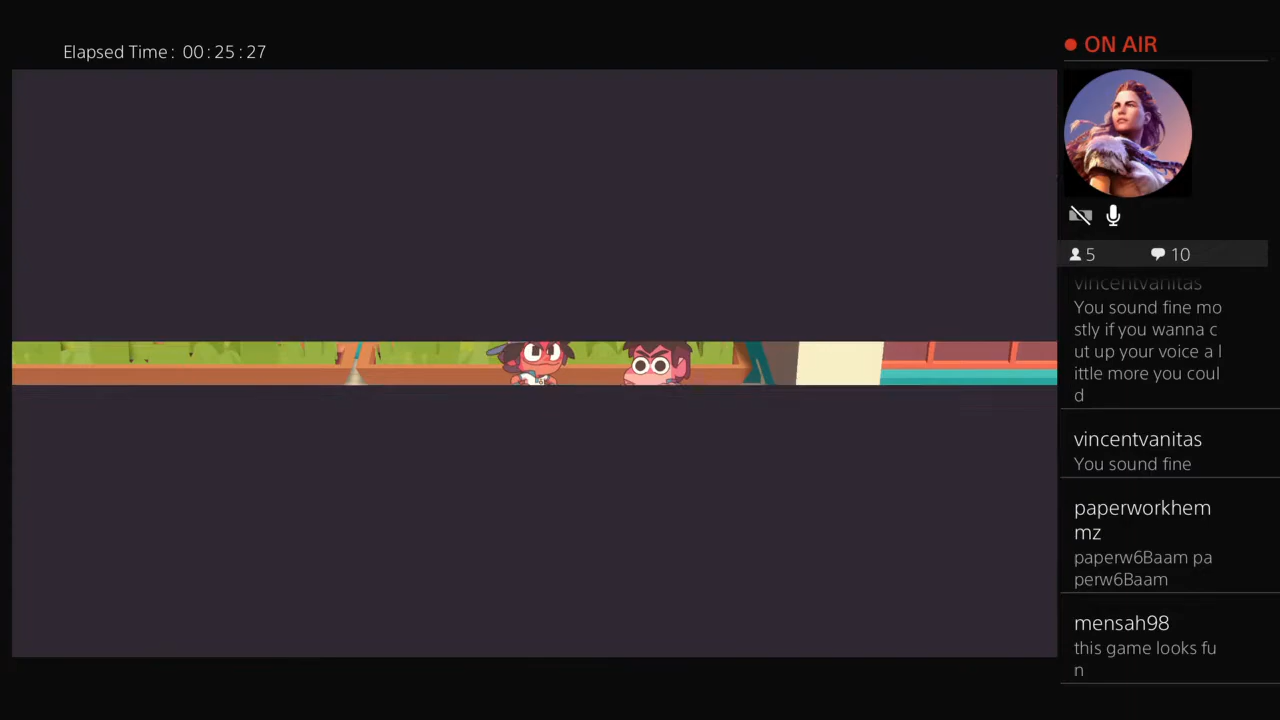 Elapsed Time: 00:25:27
ON AIR
5 10
vincentvanitas
You sound fine mo
stly if you wanna c
ut up your voice a l
ittle more you coul
d
vincentvanitas
You sound fine
paperworkhem
mz
paperw6Baam pa
perw6Baam
mensah98
this game looks fu
n